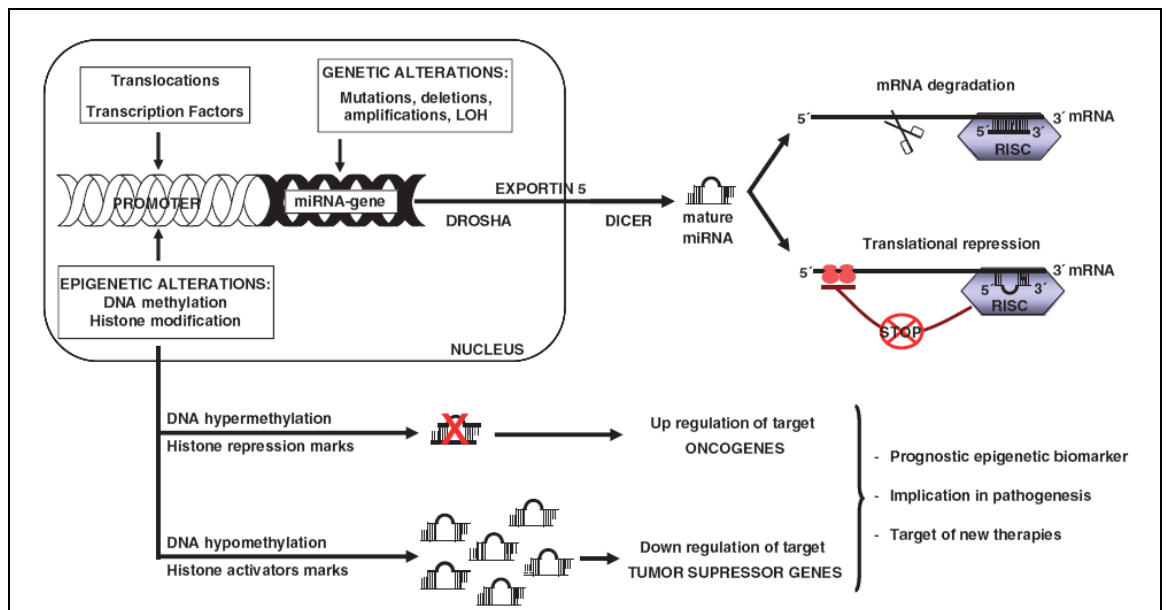 Translocations
Transcription Factors
GENETIC ALTERATIONS:
Mutations, deletions,
amplifications, LOH
PROMOTER
miRNA-gene
EXPORTIN 5
DROSHA
DICER
mature
miRNA
mRNA degradation
5´
3´ mRNA
5´
3´
RISC
Translational repression
5´
3´ mRNA
5´
3´
RISC
STOP
EPIGENETIC ALTERATIONS:
DNA methylation
Histone modification
NUCLEUS
DNA hypermethylation
Histone repression marks
X
Up regulation of target
ONCOGENES
DNA hypomethylation
Histone activators marks
Down regulation of target
TUMOR SUPRESSOR GENES
- Prognostic epigenetic biomarker
- Implication in pathogenesis
- Target of new therapies